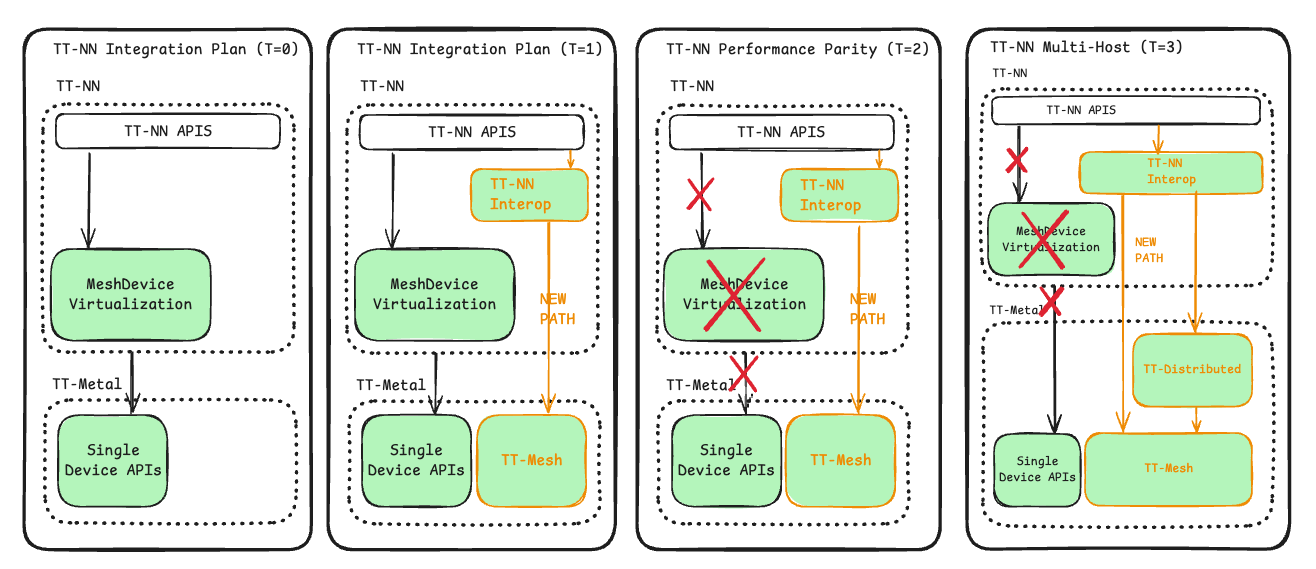 TT-NN Integration Plan (T=0)
TT-NN
TT-NN APIS
MeshDevice
Virtualization
TT-Metal
Single
Device APIs
TT-NN Integration Plan (T=1)
TT-NN
TT-NN APIS
TT-NN
Interop
MeshDevice
Virtualization
NEW
PATH
TT-Metal
Single
Device APIs
TT-Mesh
TT-NN Performance Parity (T=2)
TT-NN
TT-NN APIS
TT-NN
Interop
MeshDevice
Virtualization
NEW
PATH
TT-Metal
Single
Device APIs
TT-Mesh
TT-NN Multi-Host (T=3)
TT-NN
TT-NN APIS
TT-NN
Interop
MeshDevice
Virtualization
NEW
PATH
TT-Metal
TT-Distributed
Single
Device APIs
TT-Mesh